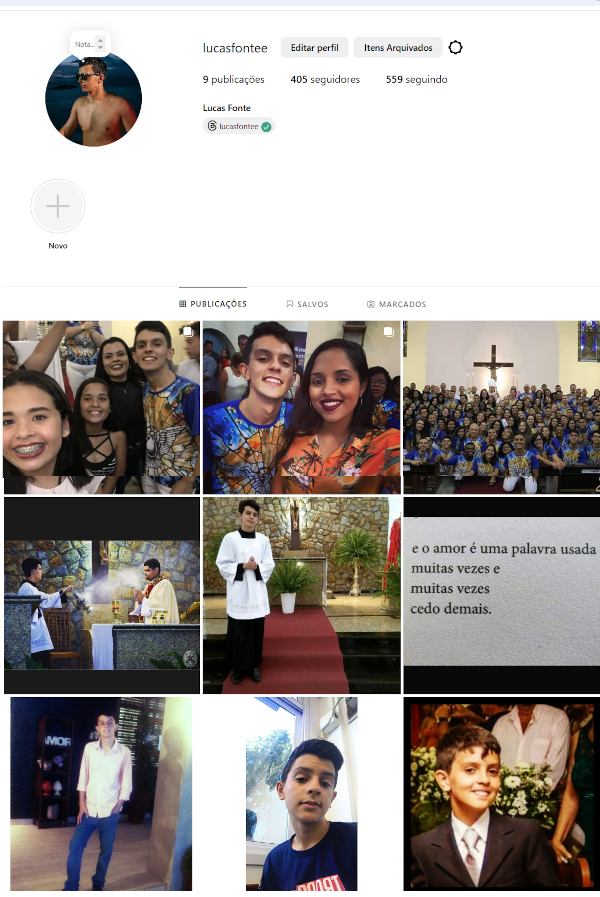 Nota...
lucasfontee
Editar perfil
Itens Arquivados
9 publicações
405 seguidores
559 seguindo
Lucas Fonte
lucasfontee
Novo
PUBLICAÇÕES
SALVOS
MARCADOS
e o amor é uma palavra usada
muitas vezes e
muitas vezes
cedo demais.
AMOR